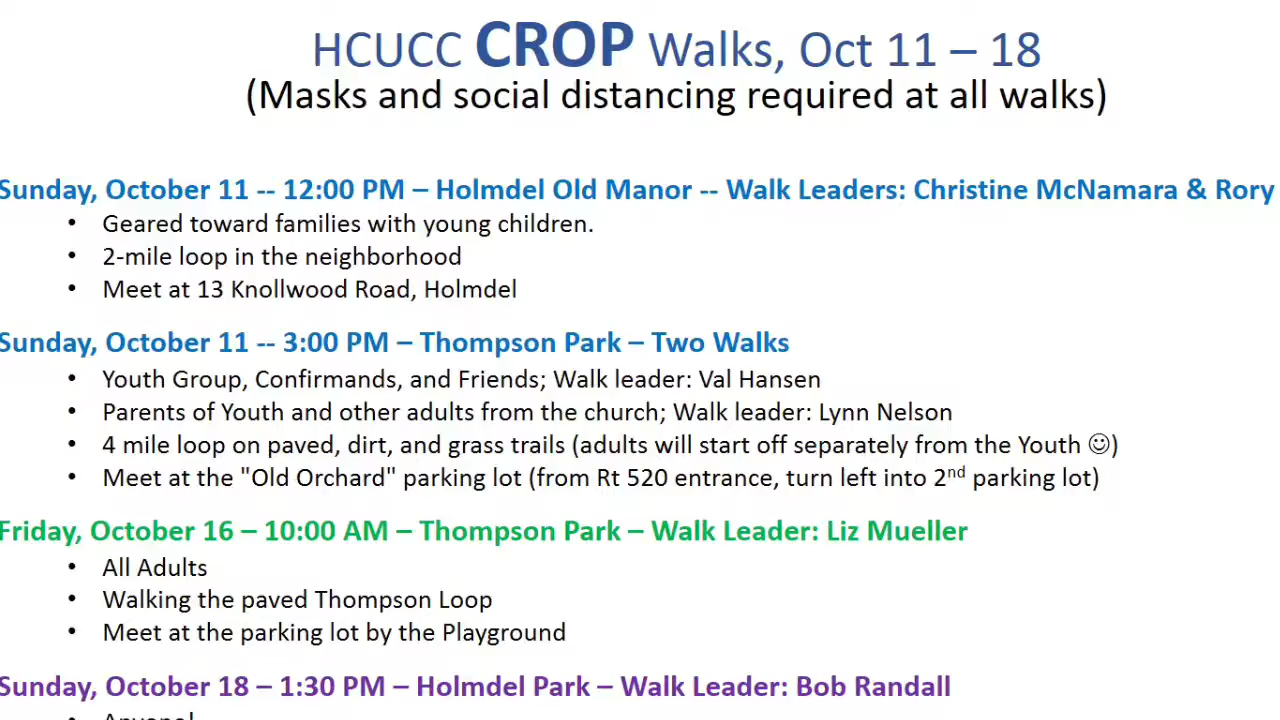 HCUCC CROP Walks, Oct 11 – 18
(Masks and social distancing required at all walks)
Sunday, October 11 -- 12:00 PM – Holmdel Old Manor -- Walk Leaders: Christine McNamara & Rory
• Geared toward families with young children.
• 2-mile loop in the neighborhood
• Meet at 13 Knollwood Road, Holmdel
Sunday, October 11 -- 3:00 PM – Thompson Park – Two Walks
• Youth Group, Confirmands, and Friends; Walk leader: Val Hansen
• Parents of Youth and other adults from the church; Walk leader: Lynn Nelson
• 4 mile loop on paved, dirt, and grass trails (adults will start off separately from the Youth ☺)
• Meet at the "Old Orchard" parking lot (from Rt 520 entrance, turn left into 2nd parking lot)
Friday, October 16 – 10:00 AM – Thompson Park – Walk Leader: Liz Mueller
• All Adults
• Walking the paved Thompson Loop
• Meet at the parking lot by the Playground
Sunday, October 18 – 1:30 PM – Holmdel Park – Walk Leader: Bob Randall